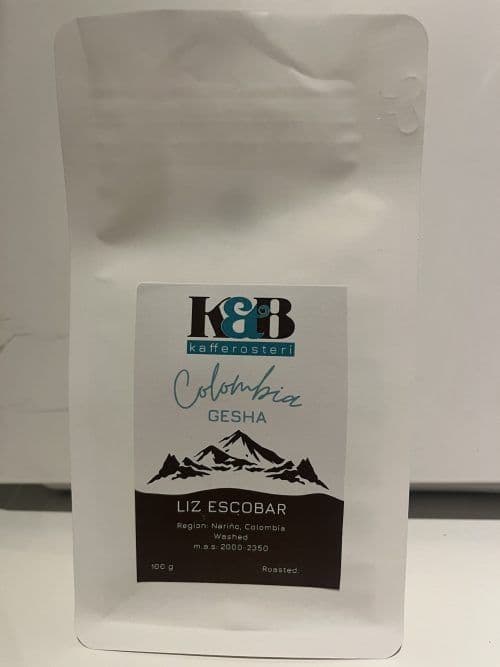 K&B
kafferosteri
Colombia
GESHA
LIZ ESCOBAR
Region: Nariño, Colombia
Washed
m.a.s: 2000-2350
100 g Roasted: